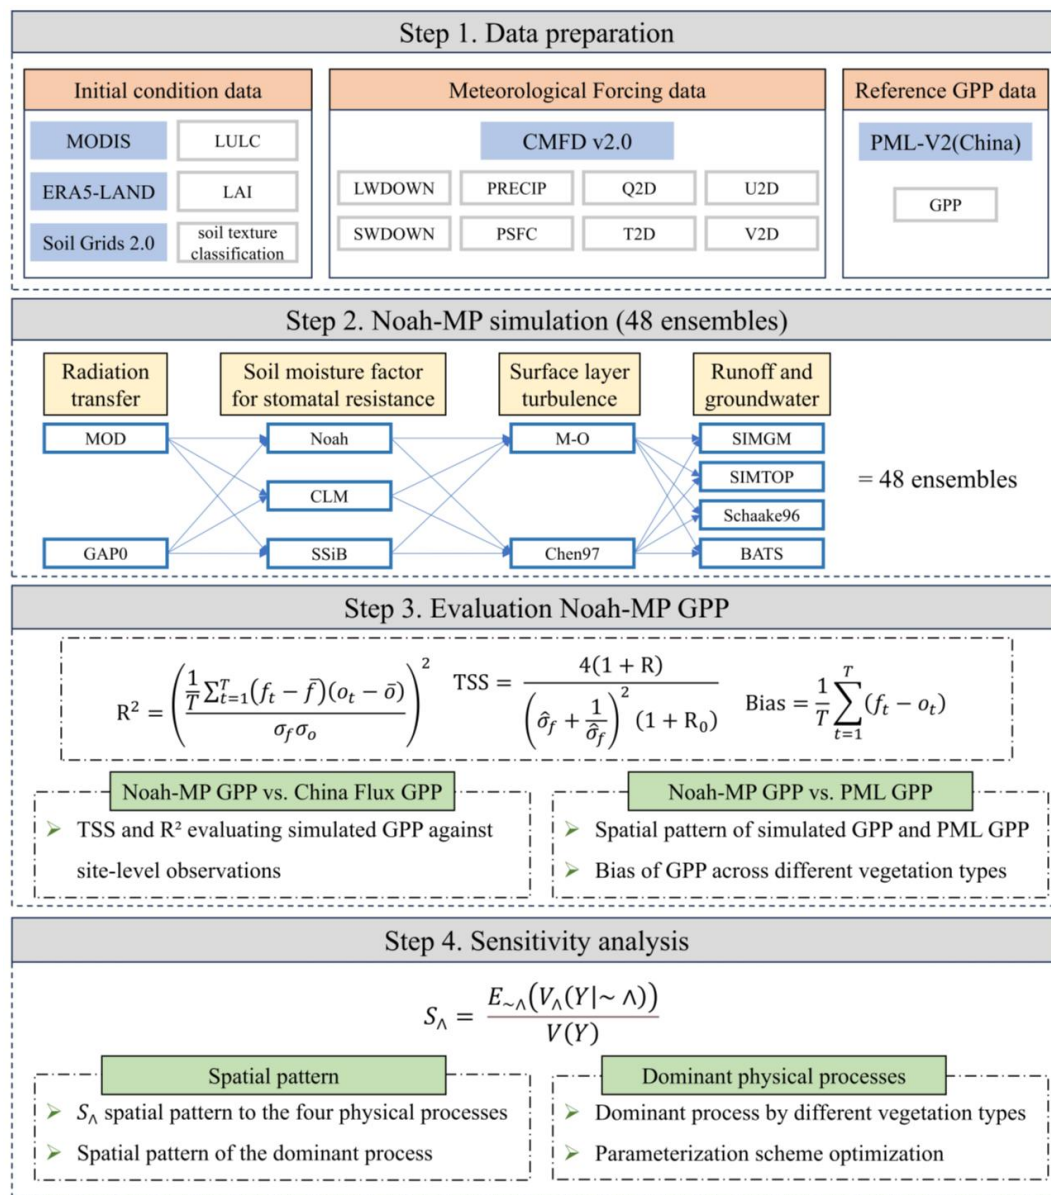 Step 1. Data preparation
Initial condition data
MODIS
LULC
ERA5-LAND
LAI
Soil Grids 2.0
soil texture
classification
Meteorological Forcing data
CMFD v2.0
LWDOWN
PRECIP
Q2D
U2D
SWDOWN
PSFC
T2D
V2D
Reference GPP data
PML-V2(China)
GPP
Step 2. Noah-MP simulation (48 ensembles)
Radiation
transfer
Soil moisture factor
for stomatal resistance
Surface layer
turbulence
Runoff and
groundwater
MOD
GAP0
Noah
CLM
SSiB
M-O
Chen97
SIMGM
SIMTOP
Schaake96
BATS
= 48 ensembles
Step 3. Evaluation Noah-MP GPP
R² = ( (1/T ∑_{t=1}^{T} (f_t − f̄)(o_t − ō)) / (σ_f σ_o) )²
TSS = 4(1 + R) / ( (σ̂_f + 1/σ̂_f)² (1 + R₀) )
Bias = 1/T ∑_{t=1}^{T} (f_t − o_t)
Noah-MP GPP vs. China Flux GPP
➢ TSS and R² evaluating simulated GPP against
site-level observations
Noah-MP GPP vs. PML GPP
➢ Spatial pattern of simulated GPP and PML GPP
➢ Bias of GPP across different vegetation types
Step 4. Sensitivity analysis
S_Λ = E_{~Λ}(V_Λ(Y|~ Λ)) / V(Y)
Spatial pattern
➢ S_Λ spatial pattern to the four physical processes
➢ Spatial pattern of the dominant process
Dominant physical processes
➢ Dominant process by different vegetation types
➢ Parameterization scheme optimization